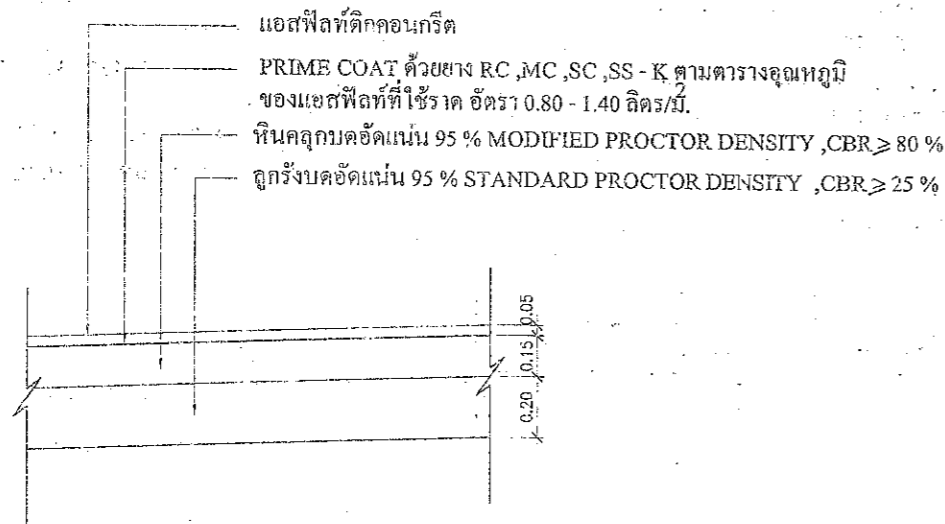 แอสฟัลท์ติกคอนกรีต
PRIME COAT ด้วยยาง RC ,MC ,SC ,SS - K ตามตารางอุณหภูมิ
ของแอสฟัลท์ที่ใช้ราด อัตรา 0.80 - 1.40 ลิตร/ม².
หินคลุกบดอัดแน่น 95 % MODIFIED PROCTOR DENSITY ,CBR ≥ 80 %
ลูกรังบดอัดแน่น 95 % STANDARD PROCTOR DENSITY ,CBR ≥ 25 %
0.05
0.15
0.20